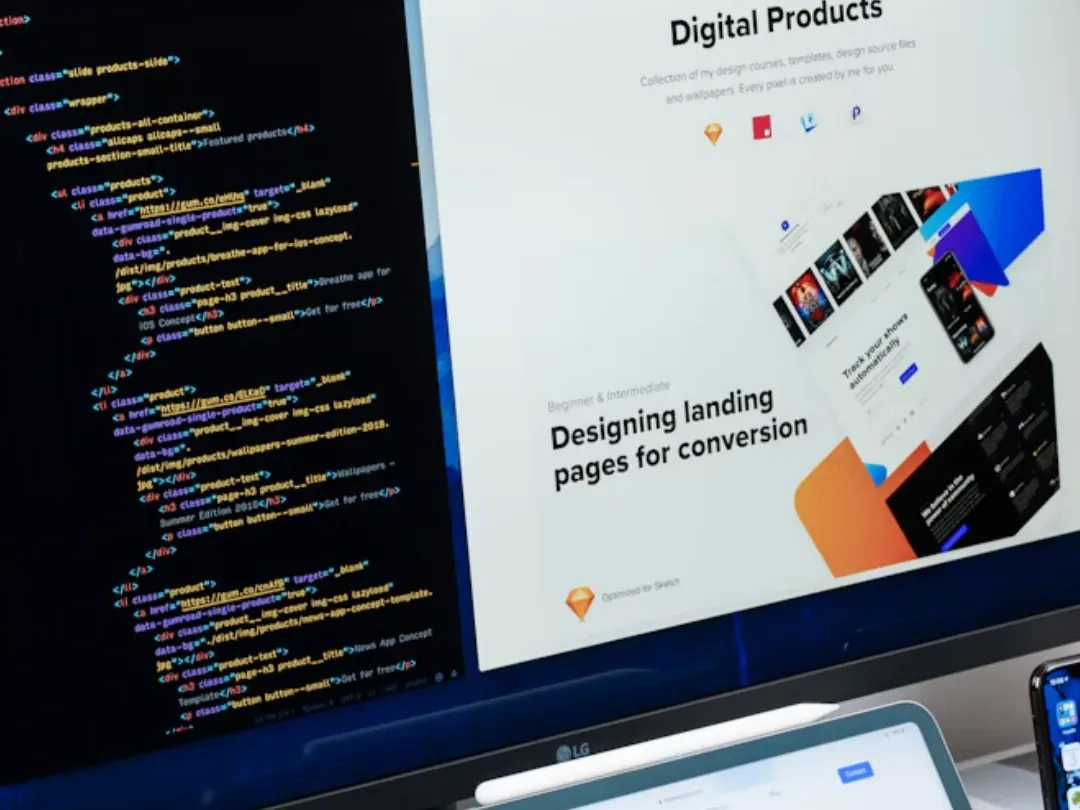 ction>
ction class="slide products-slide">
<div class="wrapper">
<div class="products-all-container">
<h4 class="allcaps allcaps--small
products-section-small-title">Featured products</h4>
<ul class="products">
<li class="product">
<a href="https://gum.co/ target="_blank"
data-gumroad-single-product="true">
<div class="product__img-cover img-css lazyload"
data-bg=".
/dist/img/products/breathe-app-for-ios-concept.
jpg"></div>
<div class="product-text">
<h3 class="page-h3 product__title">Breathe app for
iOS Concept</h3>
<p class="button button--small">Get for free</p>
</div>
</a>
</li>
<li class="product">
<a href="https://gum.co/ target="_blank"
data-gumroad-single-product="true">
<div class="product__img-cover img-css lazyload"
data-bg=".
/dist/img/products/wallpapers-summer-edition-2018.
jpg"></div>
<div class="product-text">
<h3 class="page-h3 product__title">Wallpapers –
Summer Edition 2018</h3>
<p class="button button--small">Get for free</p>
</div>
</a>
</li>
<li class="product">
<a href="https://gum.co/ target="_blank"
data-gumroad-single-product="true">
<div class="product__img-cover img-css lazyload"
data-bg="./dist/img/products/news-app-concept-template.
jpg"></div>
<div class="product-text">
<h3 class="page-h3 product__title">News App Concept
Template</h3>
<p class="button button--small">Get for free</p>
Digital Products
Collection of my design courses, templates, design source files
and wallpapers. Every pixel is created by me for you
Track your shows
automatically
Beginner & Intermediate
Designing landing
pages for conversion
We believe in the
power of community
Optimized for Sketch
LG